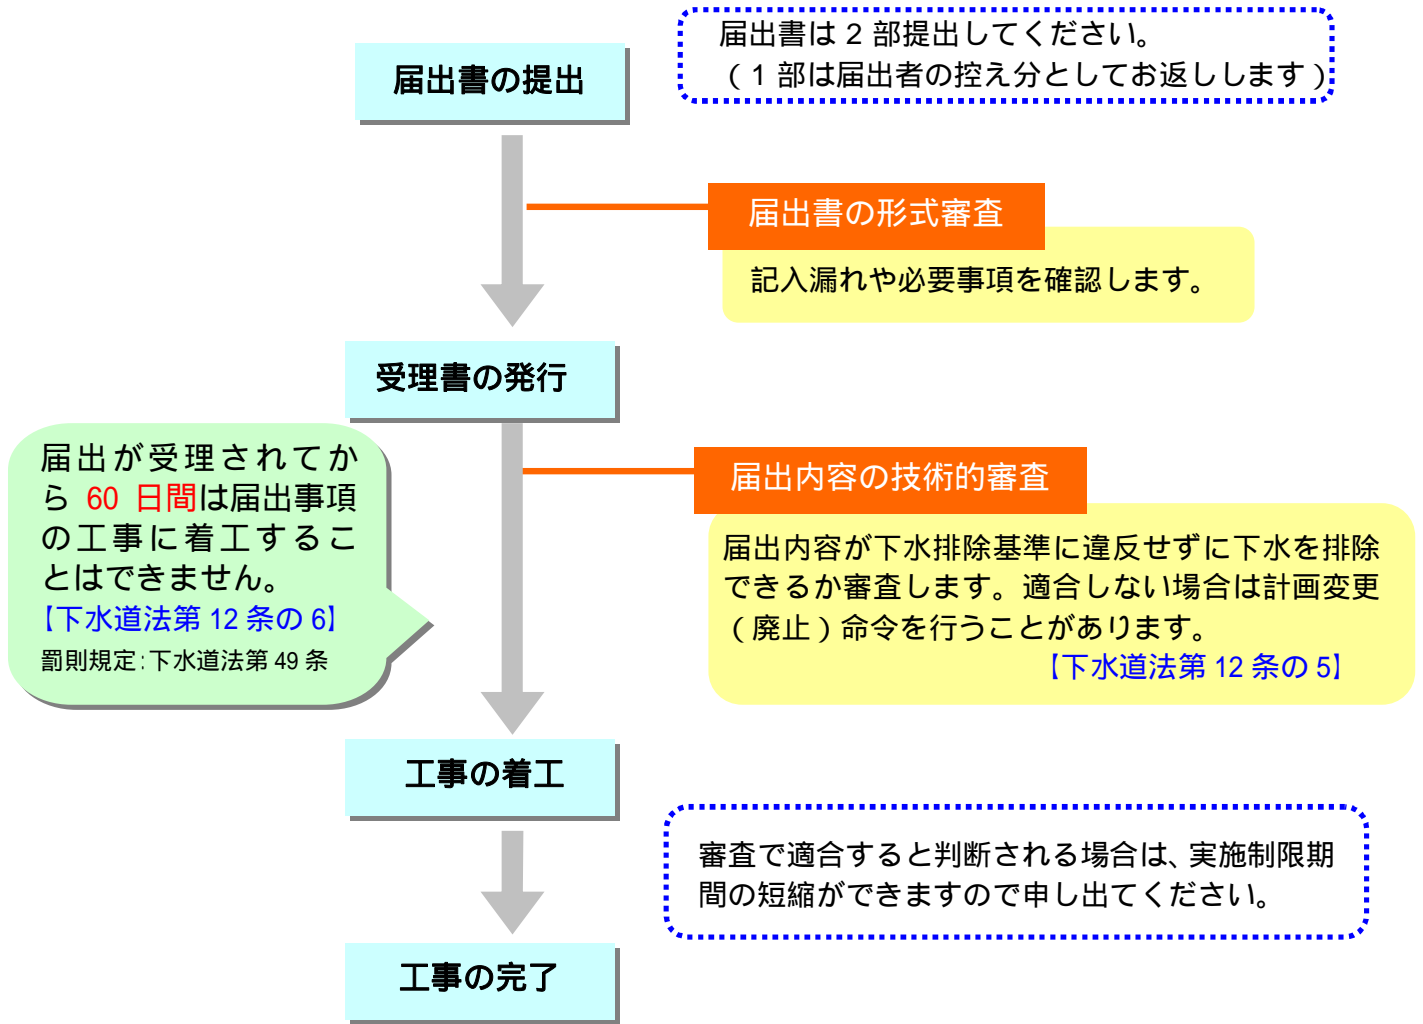 届出書は 2 部提出してください。
（1 部は届出者の控え分としてお返しします）
届出書の提出
届出書の形式審査
記入漏れや必要事項を確認します。
受理書の発行
届出が受理されてか
ら 60 日間は届出事項
の工事に着工するこ
とはできません。
【下水道法第 12 条の 6】
罰則規定：下水道法第 49 条
届出内容の技術的審査
届出内容が下水排除基準に違反せずに下水を排除
できるか審査します。適合しない場合は計画変更
（廃止）命令を行うことがあります。
【下水道法第 12 条の 5】
工事の着工
審査で適合すると判断される場合は、実施制限期
間の短縮ができますので申し出てください。
工事の完了